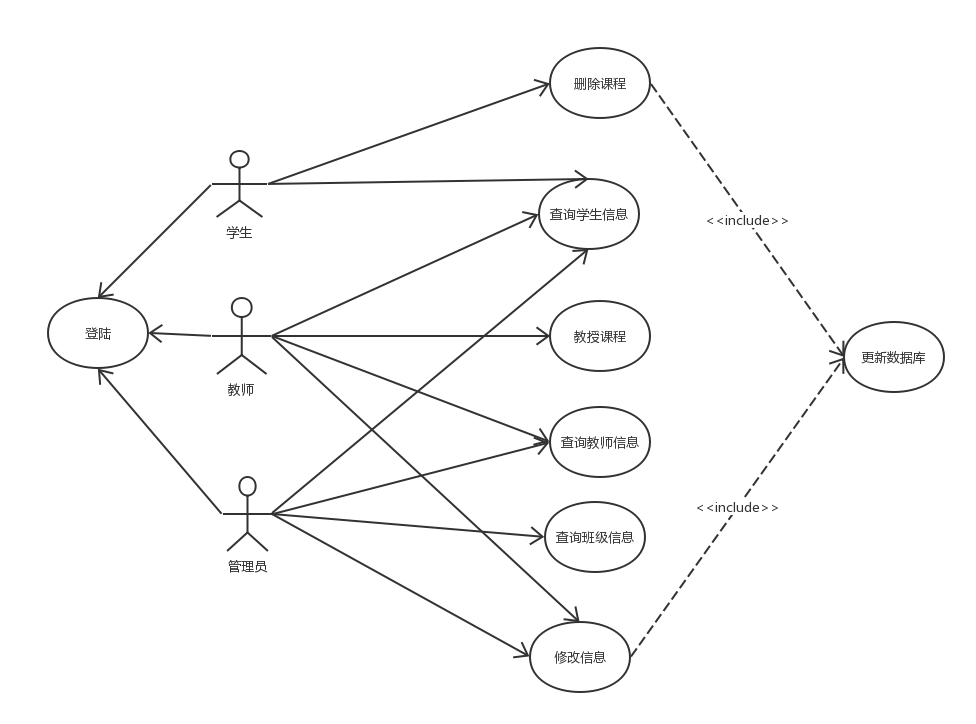 删除课程
查询学生信息
<<include>>
学生
登陆
教授课程
更新数据库
教师
查询教师信息
<<include>>
查询班级信息
管理员
修改信息